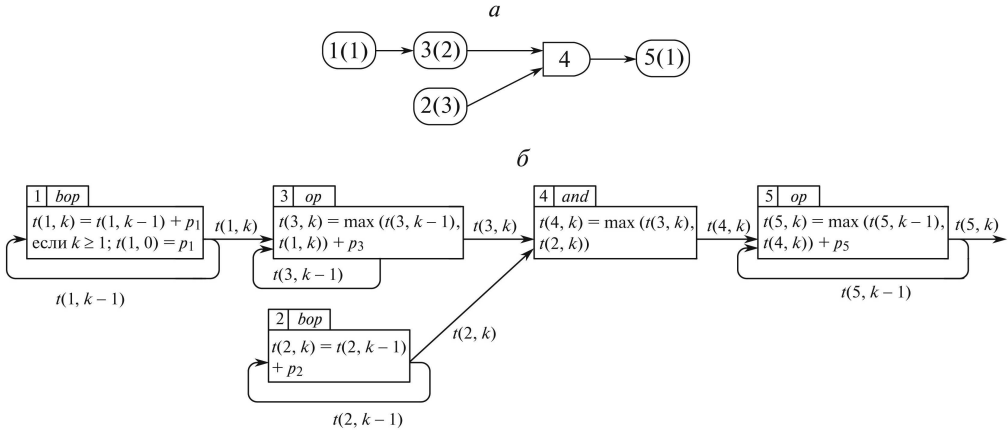 а
1(1)
3(2)
4
5(1)
2(3)
б
1 bop
t(1, k) = t(1, k – 1) + p₁
если k ≥ 1; t(1, 0) = p₁
t(1, k)
t(1, k – 1)
3 op
t(3, k) = max (t(3, k – 1),
t(1, k)) + p₃
t(3, k)
t(3, k – 1)
4 and
t(4, k) = max (t(3, k),
t(2, k))
t(4, k)
5 op
t(5, k) = max (t(5, k – 1),
t(4, k)) + p₅
t(5, k)
t(5, k – 1)
2 bop
t(2, k) = t(2, k – 1)
+ p₂
t(2, k)
t(2, k – 1)